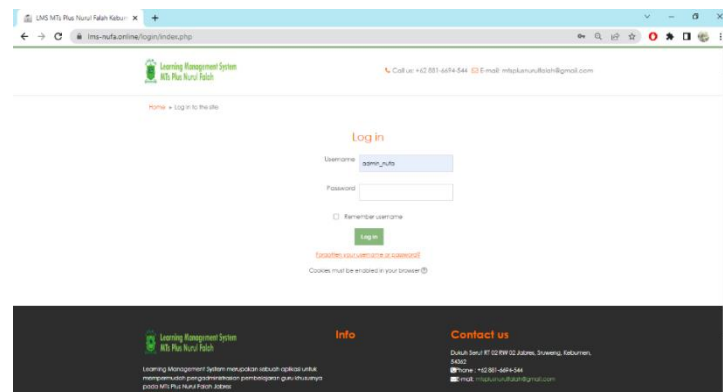 LMS MTs Plus Nurul Falah Kebum
lms-nufa.online/login/index.php
Learning Management System
MTs Plus Nurul Falah
Call us: +62 881-6694-544 E-mail: mtsplusnurulfalah@gmail.com
Home » Log in to the site
Log in
Username admin_nufa
Password
Remember username
Log in
Forgotten your username or password?
Cookies must be enabled in your browser
Learning Management System
MTs Plus Nurul Falah
Learning Management System merupakan sebuah aplikasi untuk
mempermudah pengadministrasian pembelajaran guru khususnya
pada MTs Plus Nurul Falah Jabres
Info
Contact us
Dukuh Serut RT 02 RW 02 Jabres, Sruweng, Kebumen,
54362
Phone : +62 881-6694-544
E-mail: mtsplusnurulfalah@gmail.com